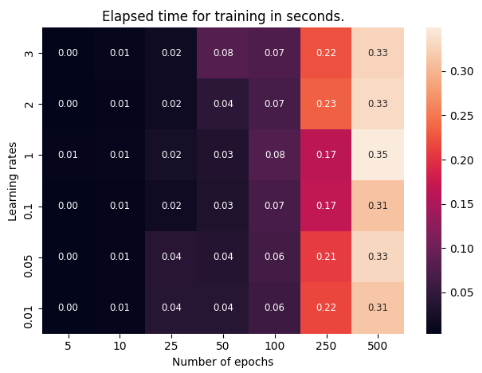 Elapsed time for training in seconds.
Learning rates
3 0.00 0.01 0.02 0.08 0.07 0.22 0.33
2 0.00 0.01 0.02 0.04 0.07 0.23 0.33
1 0.01 0.01 0.02 0.03 0.08 0.17 0.35
0.1 0.00 0.01 0.02 0.03 0.07 0.17 0.31
0.05 0.00 0.01 0.04 0.04 0.06 0.21 0.33
0.01 0.00 0.01 0.04 0.04 0.06 0.22 0.31
5 10 25 50 100 250 500
Number of epochs
0.30
0.25
0.20
0.15
0.10
0.05